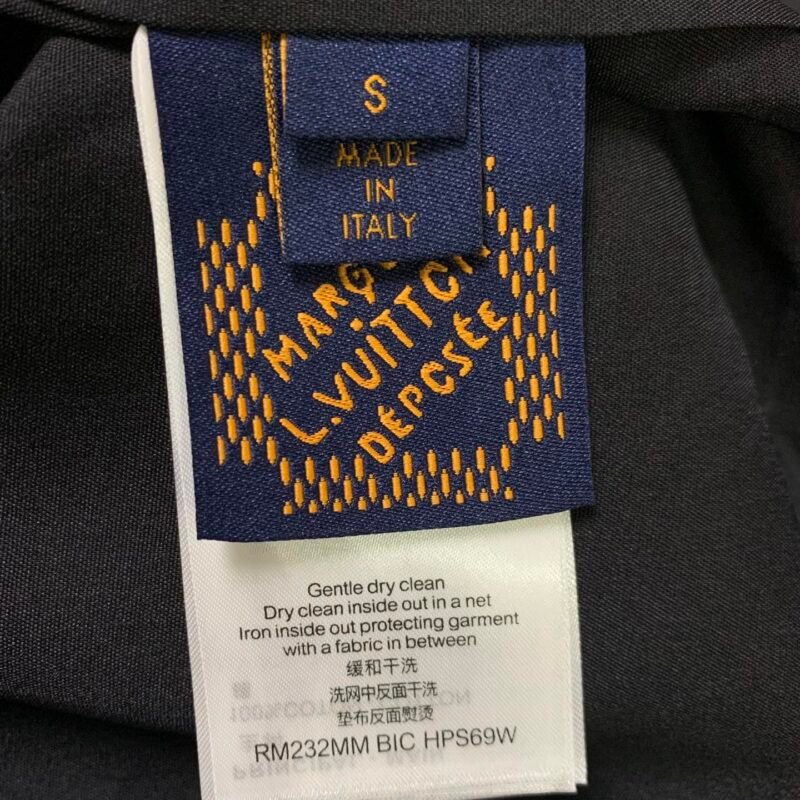 S
MADE
IN
ITALY
MARQ
L.VUITTON
DÉPOSÉE
Gentle dry clean
Dry clean inside out in a net
Iron inside out protecting garment
with a fabric in between
缓和干洗
洗网中反面干洗
垫布反面熨烫
RM232MM BIC HPS69W